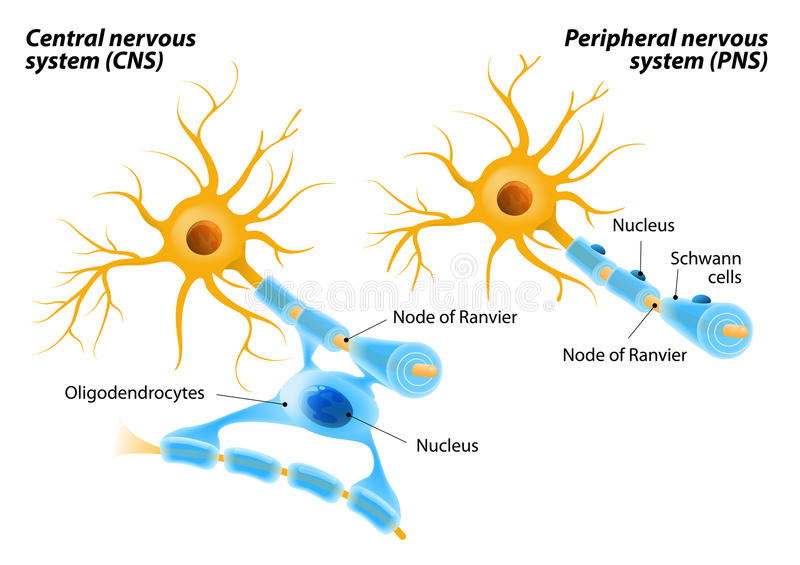 Central nervous
system (CNS)
Peripheral nervous
system (PNS)
Nucleus
Schwann
cells
Node of Ranvier
Node of Ranvier
Oligodendrocytes
Nucleus
dreamstime